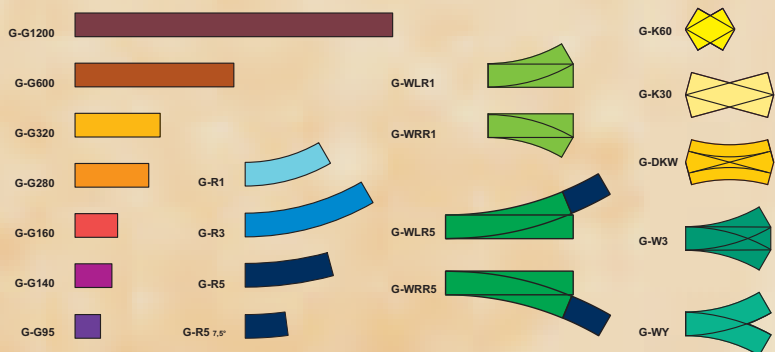 G-G1200
G-G600
G-G320
G-G280
G-G160
G-G140
G-G95
G-R1
G-R3
G-R5
G-R5 7,5°
G-WLR1
G-WRR1
G-WLR5
G-WRR5
G-K60
G-K30
G-DKW
G-W3
G-WY